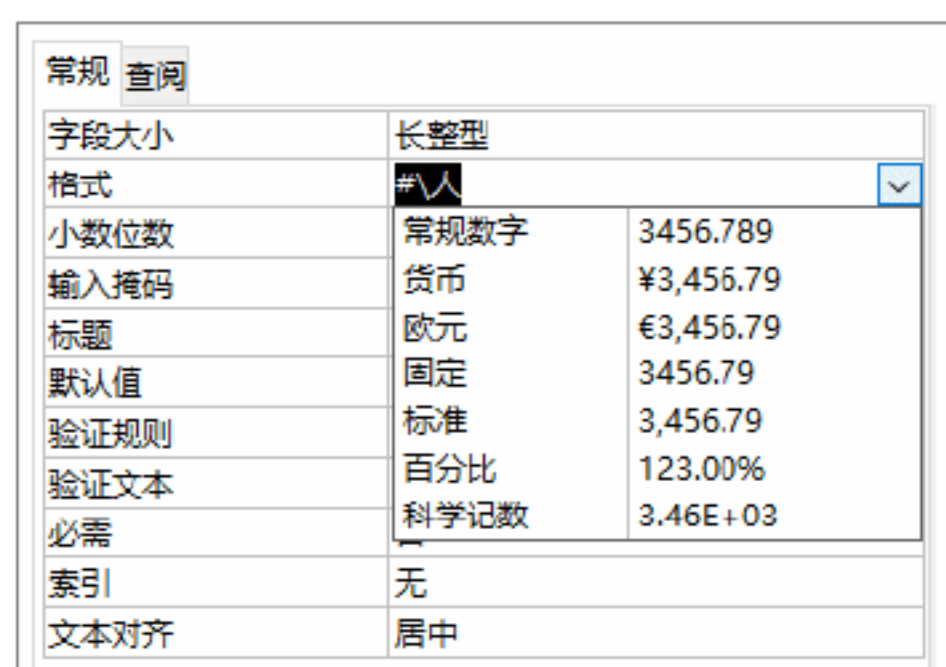 常规 查阅
字段大小 长整型
格式 #\人
小数位数 常规数字 3456.789
输入掩码 货币 ¥3,456.79
标题 欧元 €3,456.79
默认值 固定 3456.79
验证规则 标准 3,456.79
验证文本 百分比 123.00%
必需 科学记数 3.46E+03
索引 无
文本对齐 居中